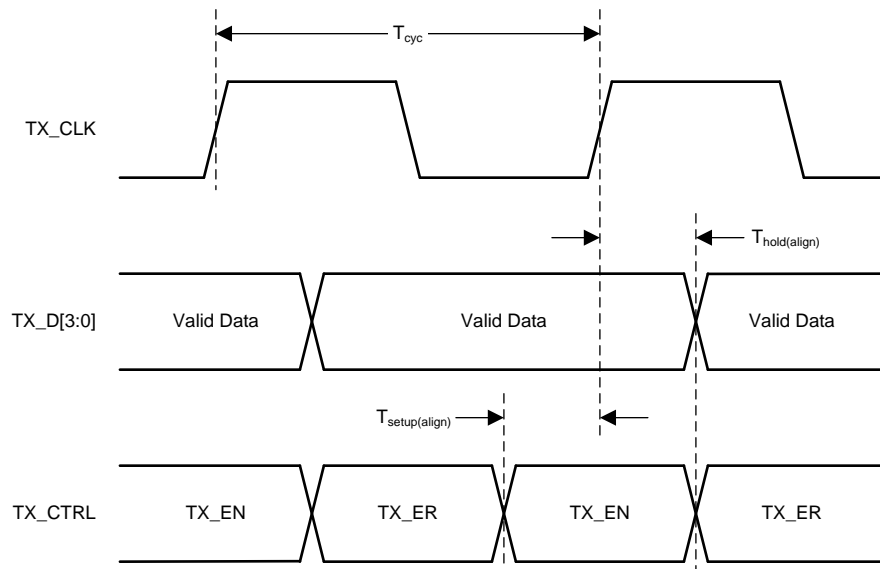 Tcyc
TX_CLK
Thold(align)
TX_D[3:0]
Valid Data
Valid Data
Valid Data
Tsetup(align)
TX_CTRL
TX_EN
TX_ER
TX_EN
TX_ER